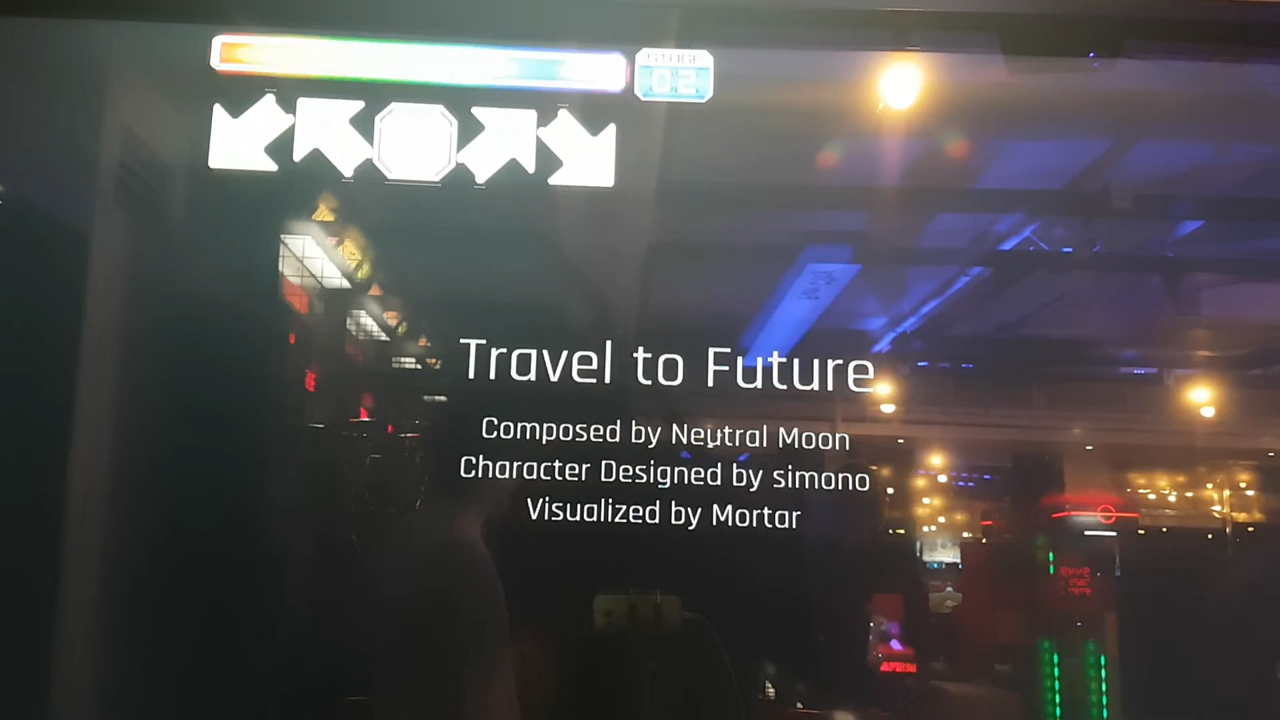 STAGE
02
Travel to Future
Composed by Neutral Moon
Character Designed by simono
Visualized by Mortar